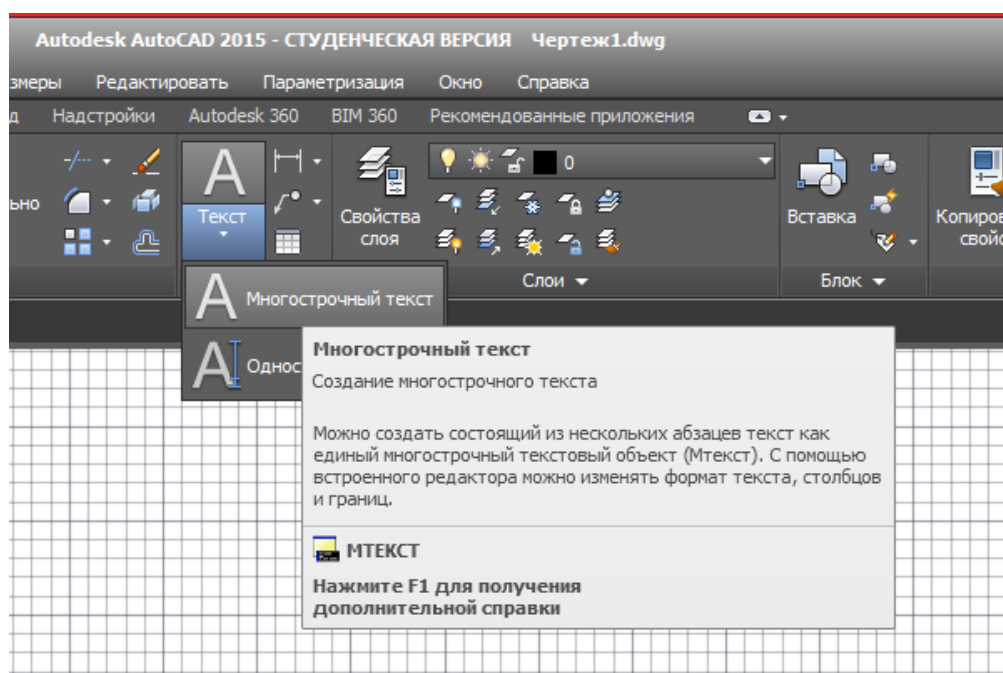 Autodesk AutoCAD 2015 - СТУДЕНЧЕСКАЯ ВЕРСИЯ Чертеж1.dwg
змеры Редактировать Параметризация Окно Справка
д Надстройки Autodesk 360 BIM 360 Рекомендованные приложения
0
ьно Текст Свойства слоя Вставка Копиров свойс
Слои Блок
Многострочный текст
Однос
Многострочный текст
Создание многострочного текста
Можно создать состоящий из нескольких абзацев текст как
единый многострочный текстовый объект (Мтекст). С помощью
встроенного редактора можно изменять формат текста, столбцов
и границ.
МТЕКСТ
Нажмите F1 для получения
дополнительной справки